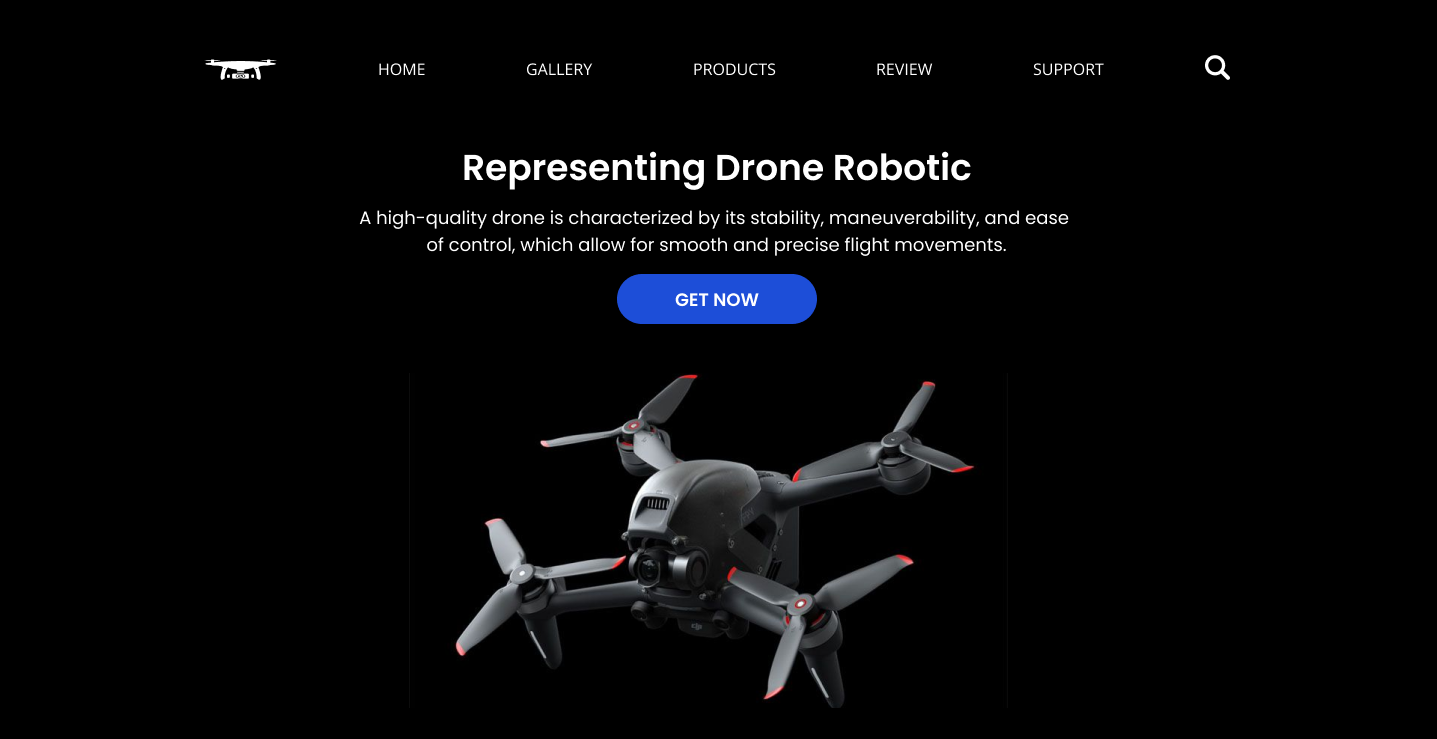 HOME
GALLERY
PRODUCTS
REVIEW
SUPPORT
Representing Drone Robotic
A high-quality drone is characterized by its stability, maneuverability, and ease
of control, which allow for smooth and precise flight movements.
GET NOW
dji